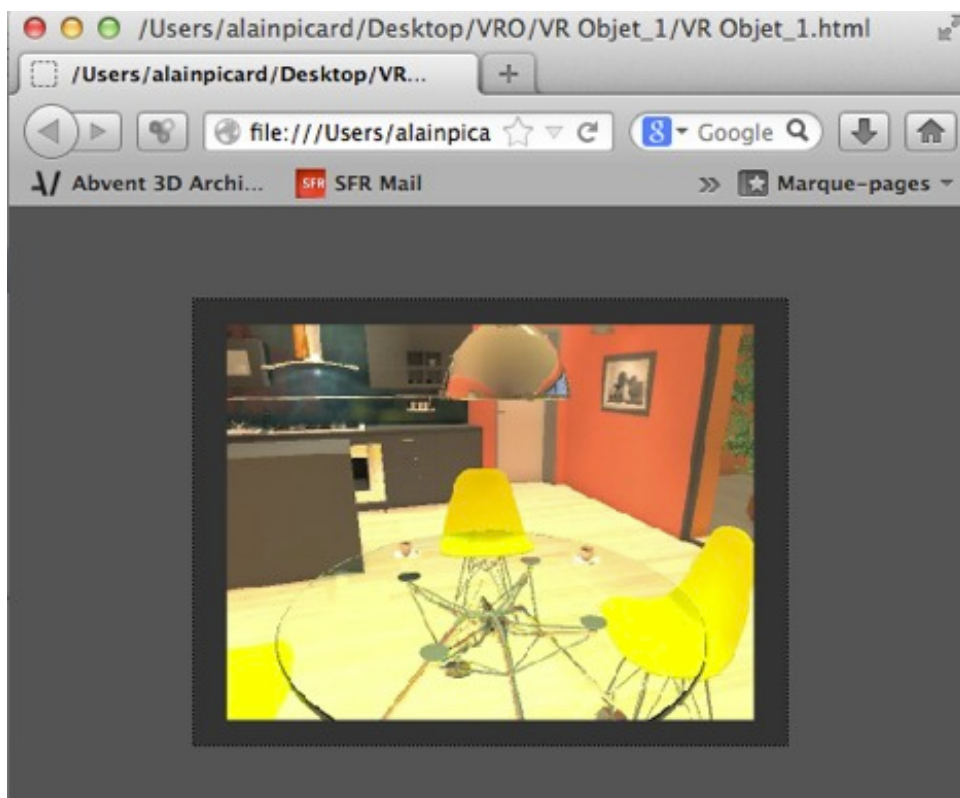 /Users/alainpicard/Desktop/VRO/VR Objet_1/VR Objet_1.html
/Users/alainpicard/Desktop/VR...
file:///Users/alainpica Google
Abvent 3D Archi... SFR SFR Mail Marque-pages